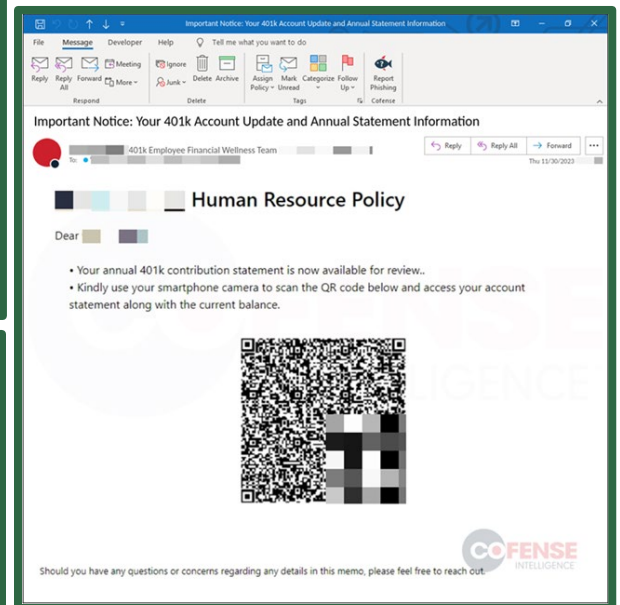 Important Notice: Your 401k Account Update and Annual Statement Information
File Message Developer Help Tell me what you want to do
Reply Reply All Forward Meeting More Ignore Junk Delete Archive Assign Policy Mark Unread Categorize Follow Up Report Phishing
Respond Delete Tags Cofense
Important Notice: Your 401k Account Update and Annual Statement Information
401k Employee Financial Wellness Team
Reply Reply All Forward ...
To:
Thu 11/30/2023
Human Resource Policy
Dear
• Your annual 401k contribution statement is now available for review..
• Kindly use your smartphone camera to scan the QR code below and access your account
statement along with the current balance.
COFENSE
INTELLIGENCE
COFENSE
INTELLIGENCE
Should you have any questions or concerns regarding any details in this memo, please feel free to reach out.